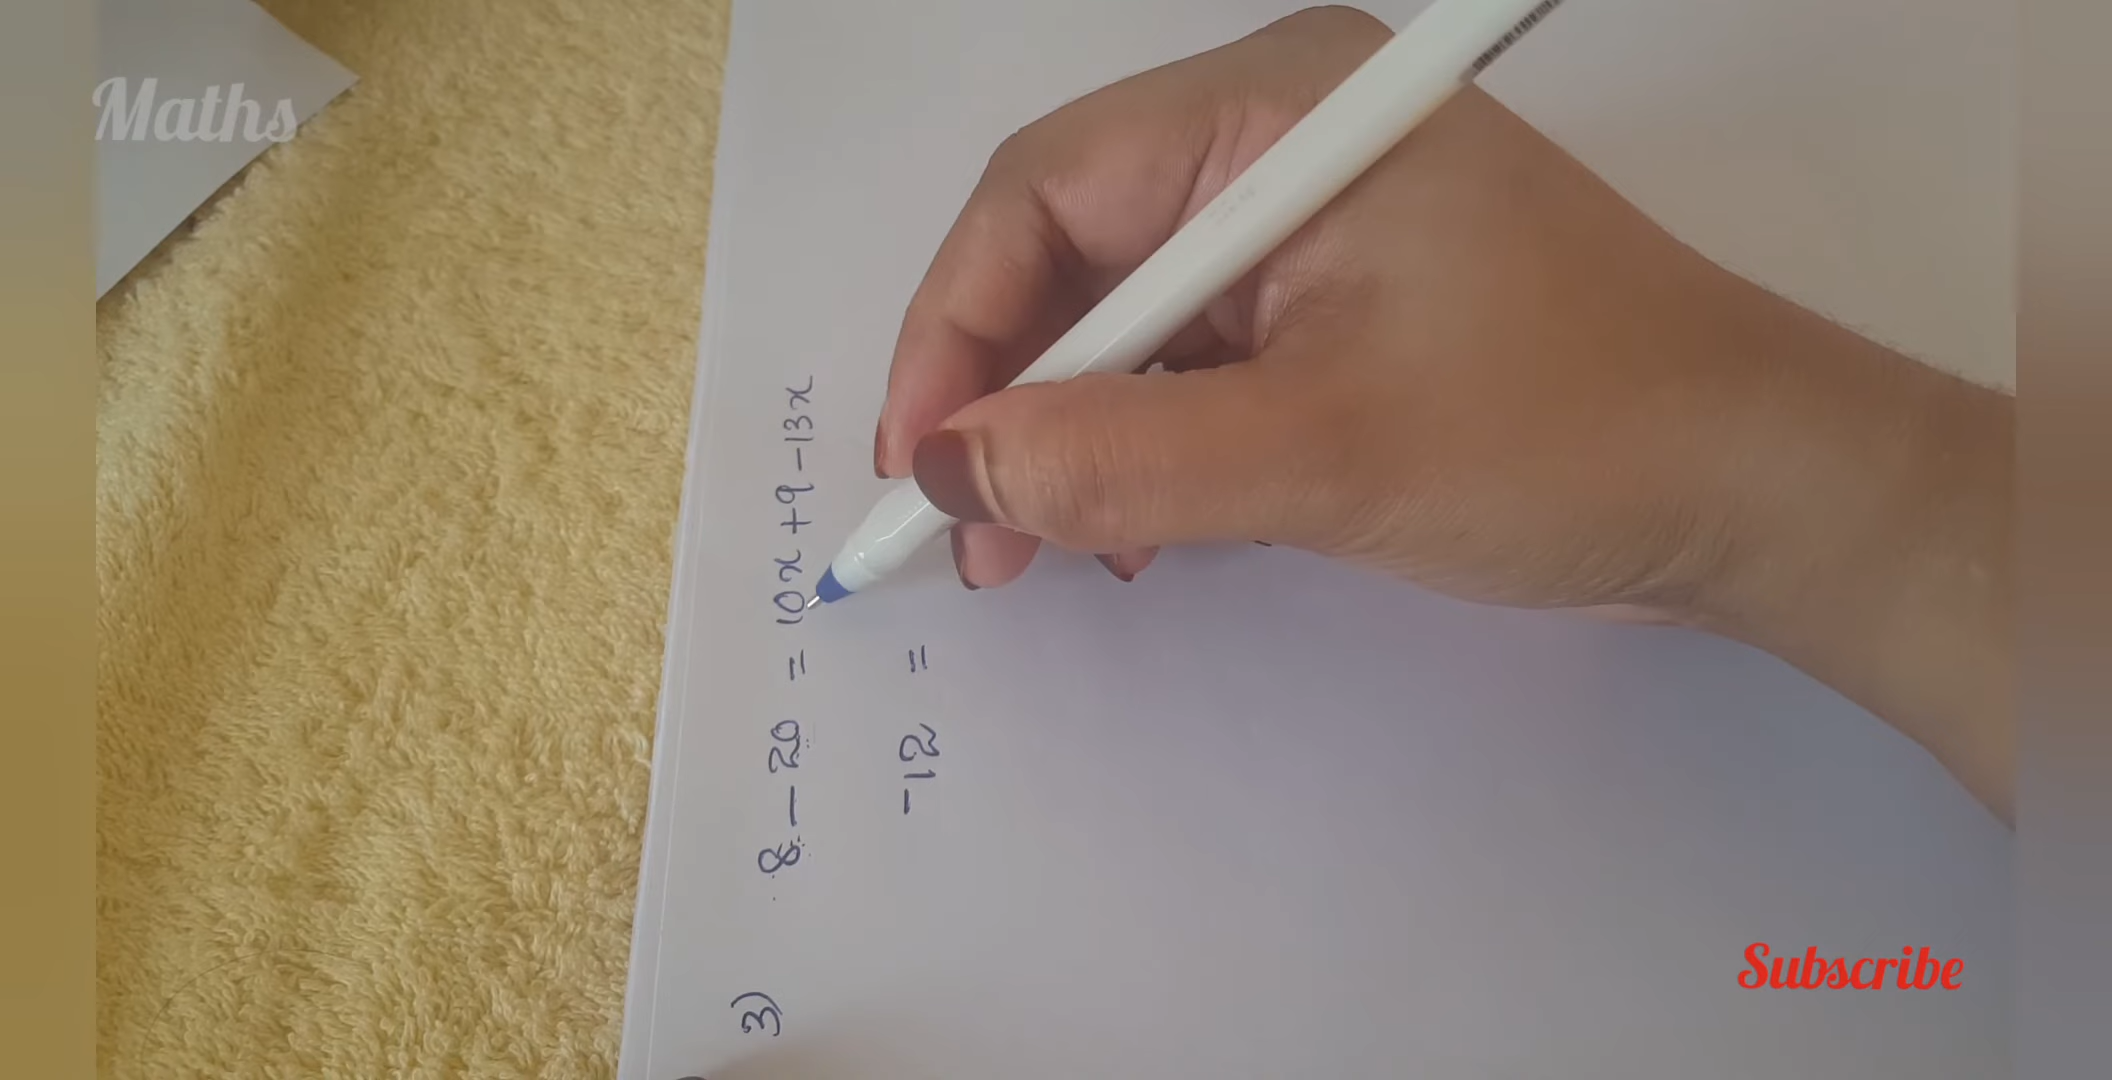 Maths
3) 8 - 20 = 10x + 9 - 13x
-12 =
Subscribe